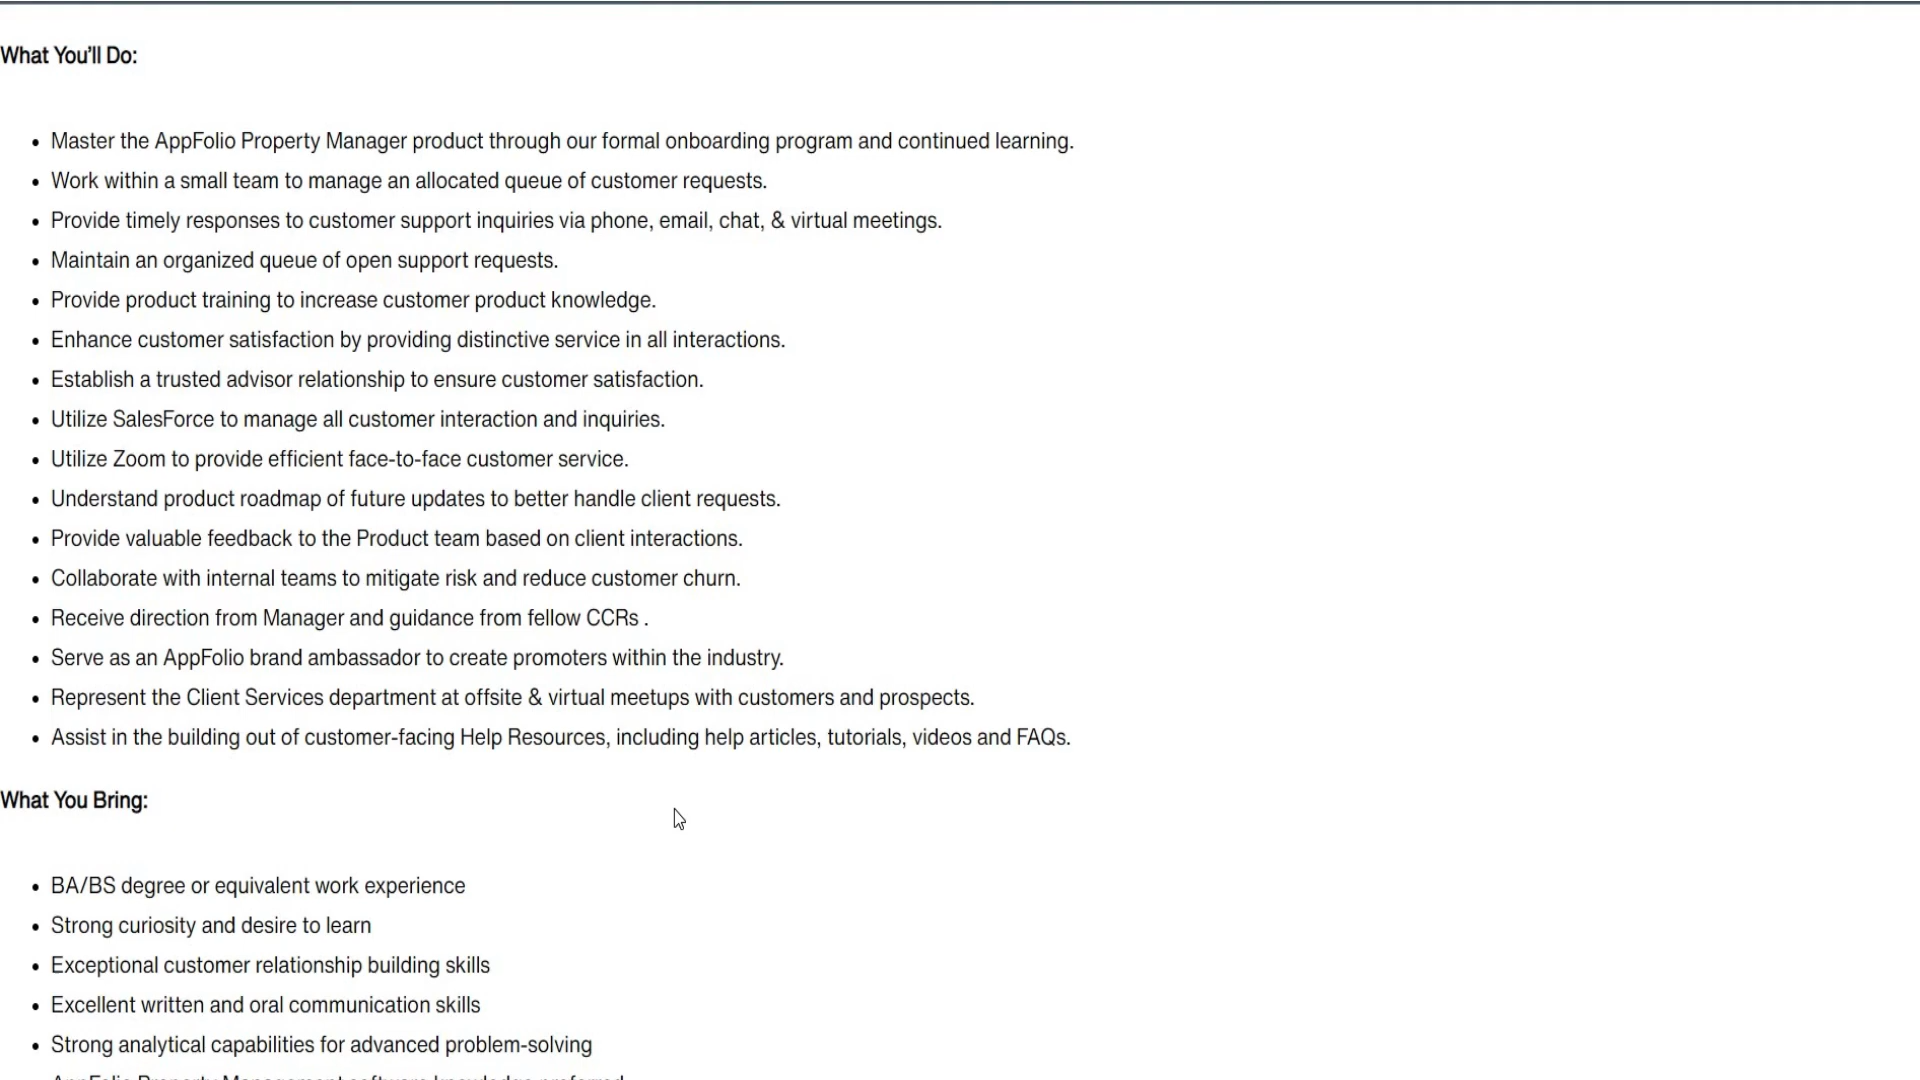 What You'll Do:
• Master the AppFolio Property Manager product through our formal onboarding program and continued learning.
• Work within a small team to manage an allocated queue of customer requests.
• Provide timely responses to customer support inquiries via phone, email, chat, & virtual meetings.
• Maintain an organized queue of open support requests.
• Provide product training to increase customer product knowledge.
• Enhance customer satisfaction by providing distinctive service in all interactions.
• Establish a trusted advisor relationship to ensure customer satisfaction.
• Utilize SalesForce to manage all customer interaction and inquiries.
• Utilize Zoom to provide efficient face-to-face customer service.
• Understand product roadmap of future updates to better handle client requests.
• Provide valuable feedback to the Product team based on client interactions.
• Collaborate with internal teams to mitigate risk and reduce customer churn.
• Receive direction from Manager and guidance from fellow CCRs .
• Serve as an AppFolio brand ambassador to create promoters within the industry.
• Represent the Client Services department at offsite & virtual meetups with customers and prospects.
• Assist in the building out of customer-facing Help Resources, including help articles, tutorials, videos and FAQs.
What You Bring:
• BA/BS degree or equivalent work experience
• Strong curiosity and desire to learn
• Exceptional customer relationship building skills
• Excellent written and oral communication skills
• Strong analytical capabilities for advanced problem-solving
AppFolio Property Management software knowledge preferred